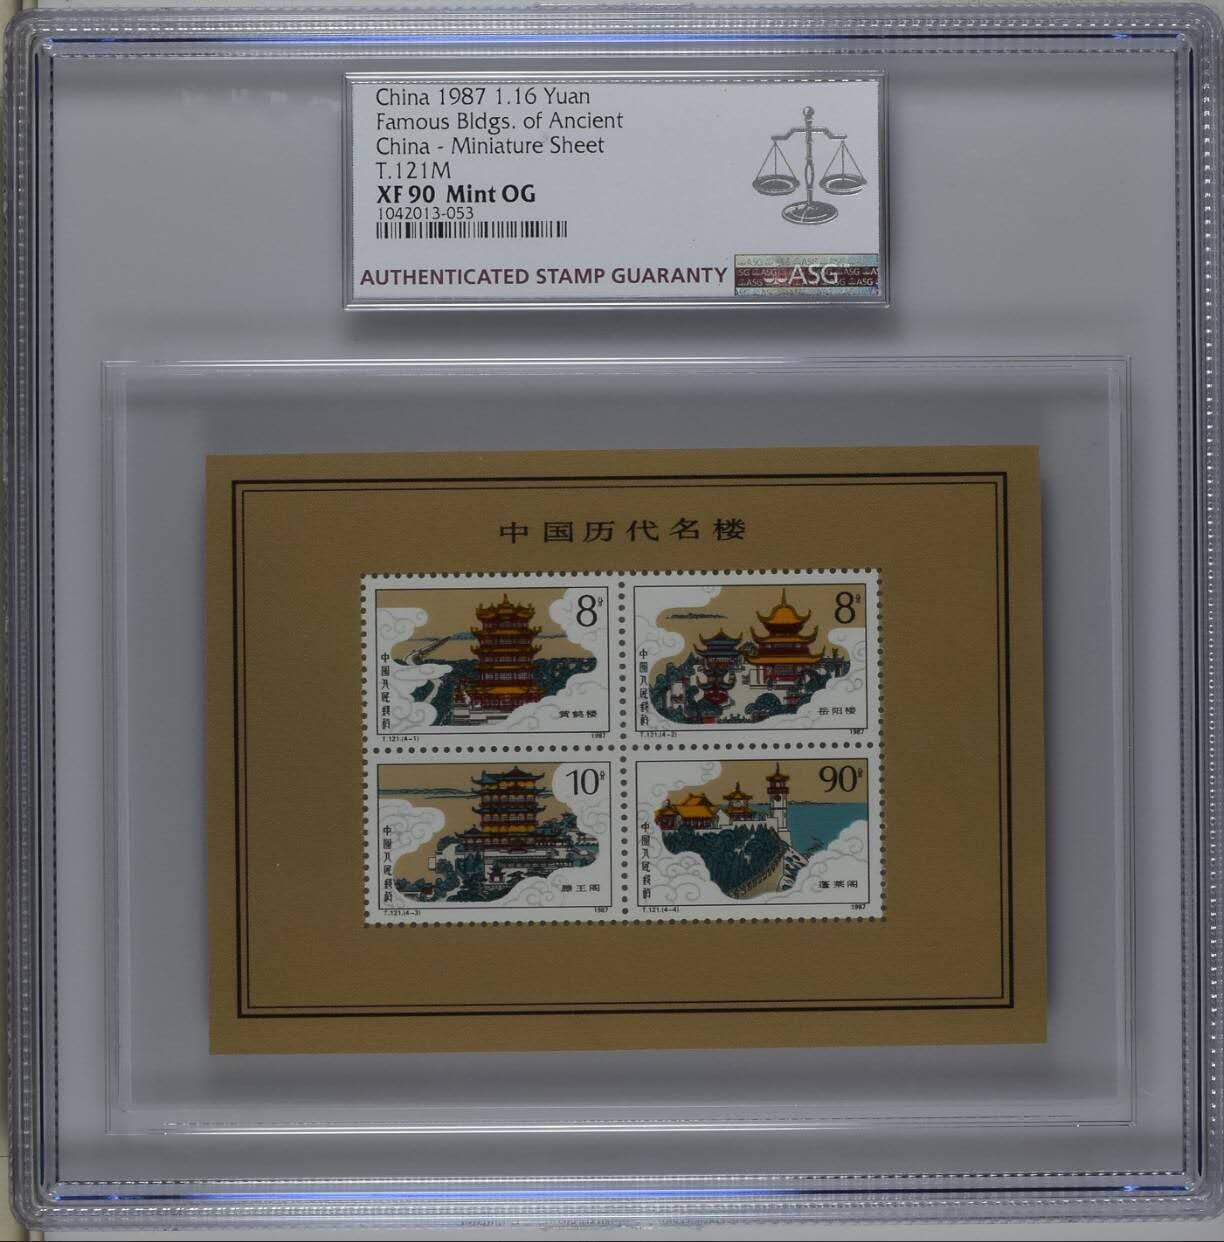 China 1987 1.16 Yuan
Famous Bldgs. of Ancient
China - Miniature Sheet
T.121M
XF 90 Mint OG
1042013-053
AUTHENTICATED STAMP GUARANTY
ASG
中国历代名楼
8分
中国人民邮政
黄鹤楼
T.121.(4-1) 1987
8分
中国人民邮政
岳阳楼
T.121.(4-2) 1987
10分
中国人民邮政
滕王阁
T.121.(4-3) 1987
90分
中国人民邮政
蓬莱阁
T.121.(4-4) 1987